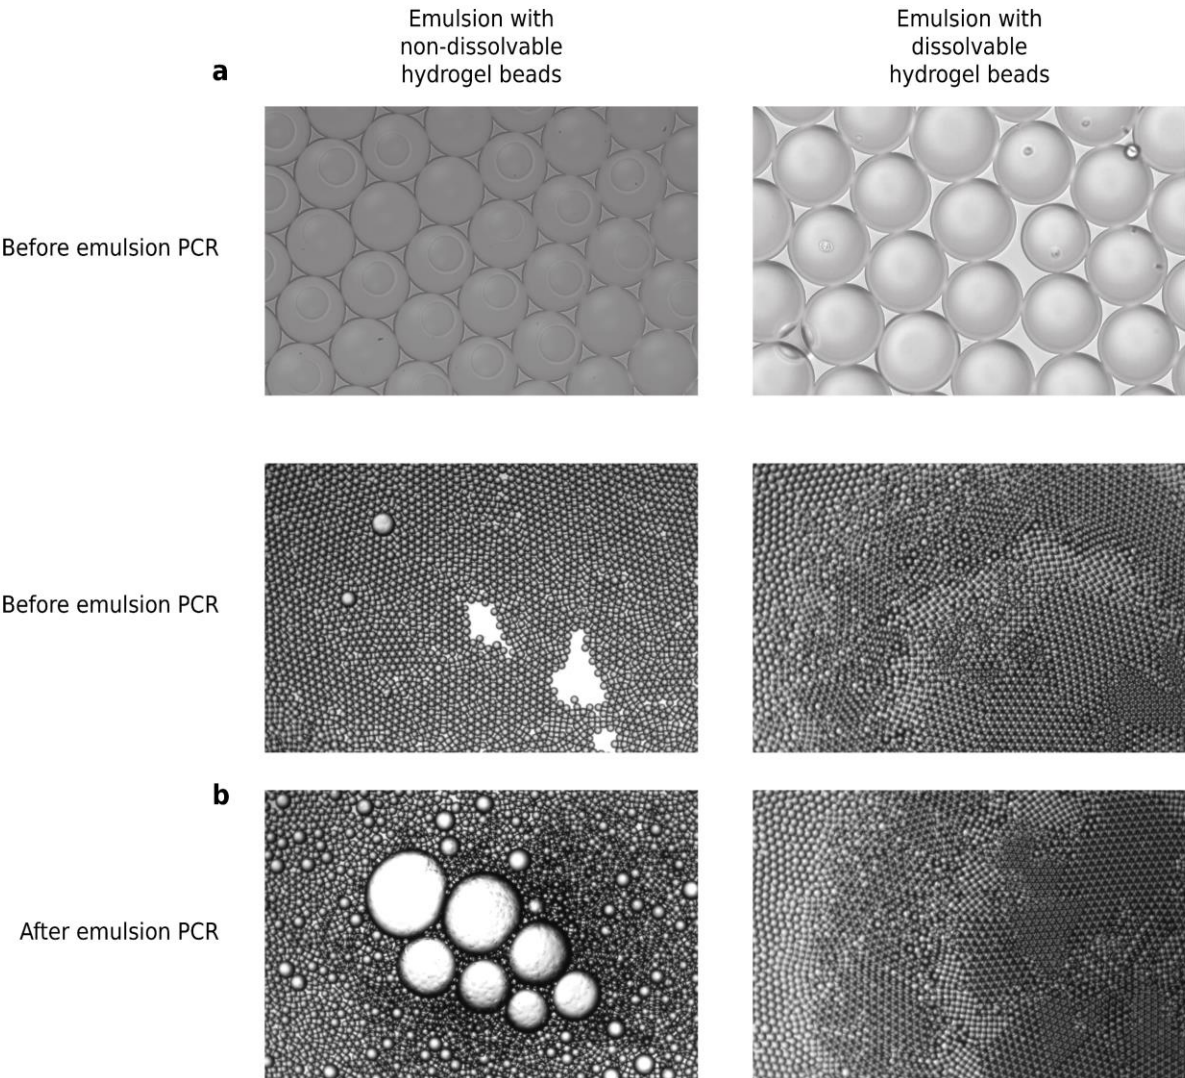 Emulsion with
non-dissolvable
hydrogel beads
Emulsion with
dissolvable
hydrogel beads
a
Before emulsion PCR
Before emulsion PCR
b
After emulsion PCR